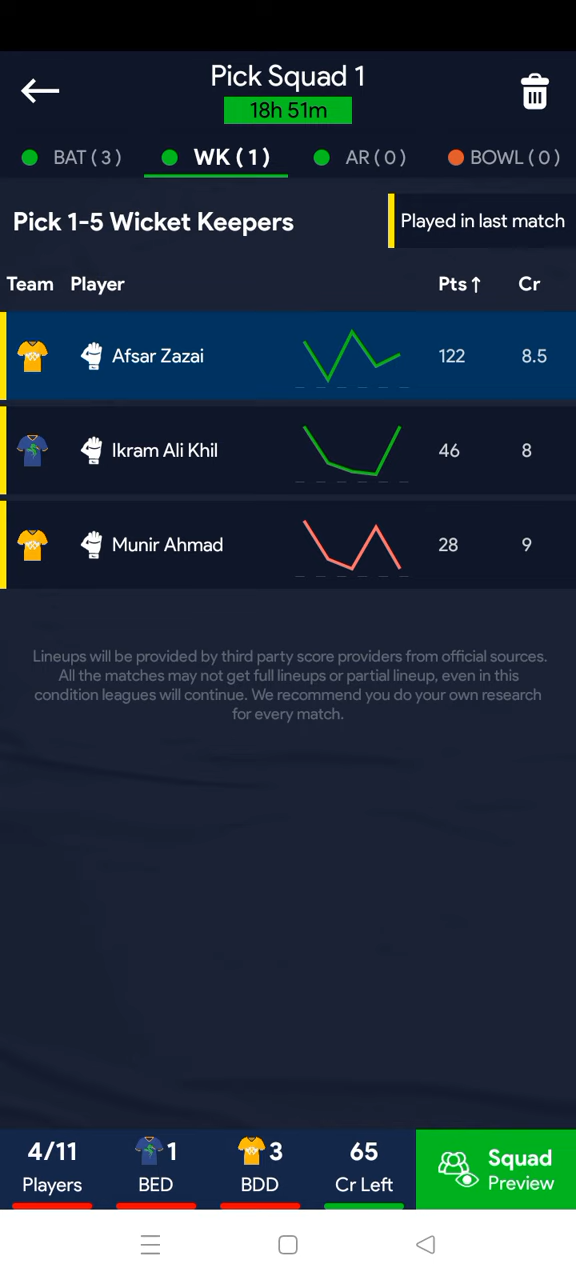 Pick Squad 1
18h 51m
BAT ( 3 )
WK ( 1 )
AR ( 0 )
BOWL ( 0 )
Pick 1-5 Wicket Keepers
Played in last match
Team Player Pts↑ Cr
Afsar Zazai 122 8.5
Ikram Ali Khil 46 8
Munir Ahmad 28 9
Lineups will be provided by third party score providers from official sources.
All the matches may not get full lineups or partial lineup, even in this
condition leagues will continue. We recommend you do your own research
for every match.
4/11 1 3 65 Squad
Players BED BDD Cr Left Preview